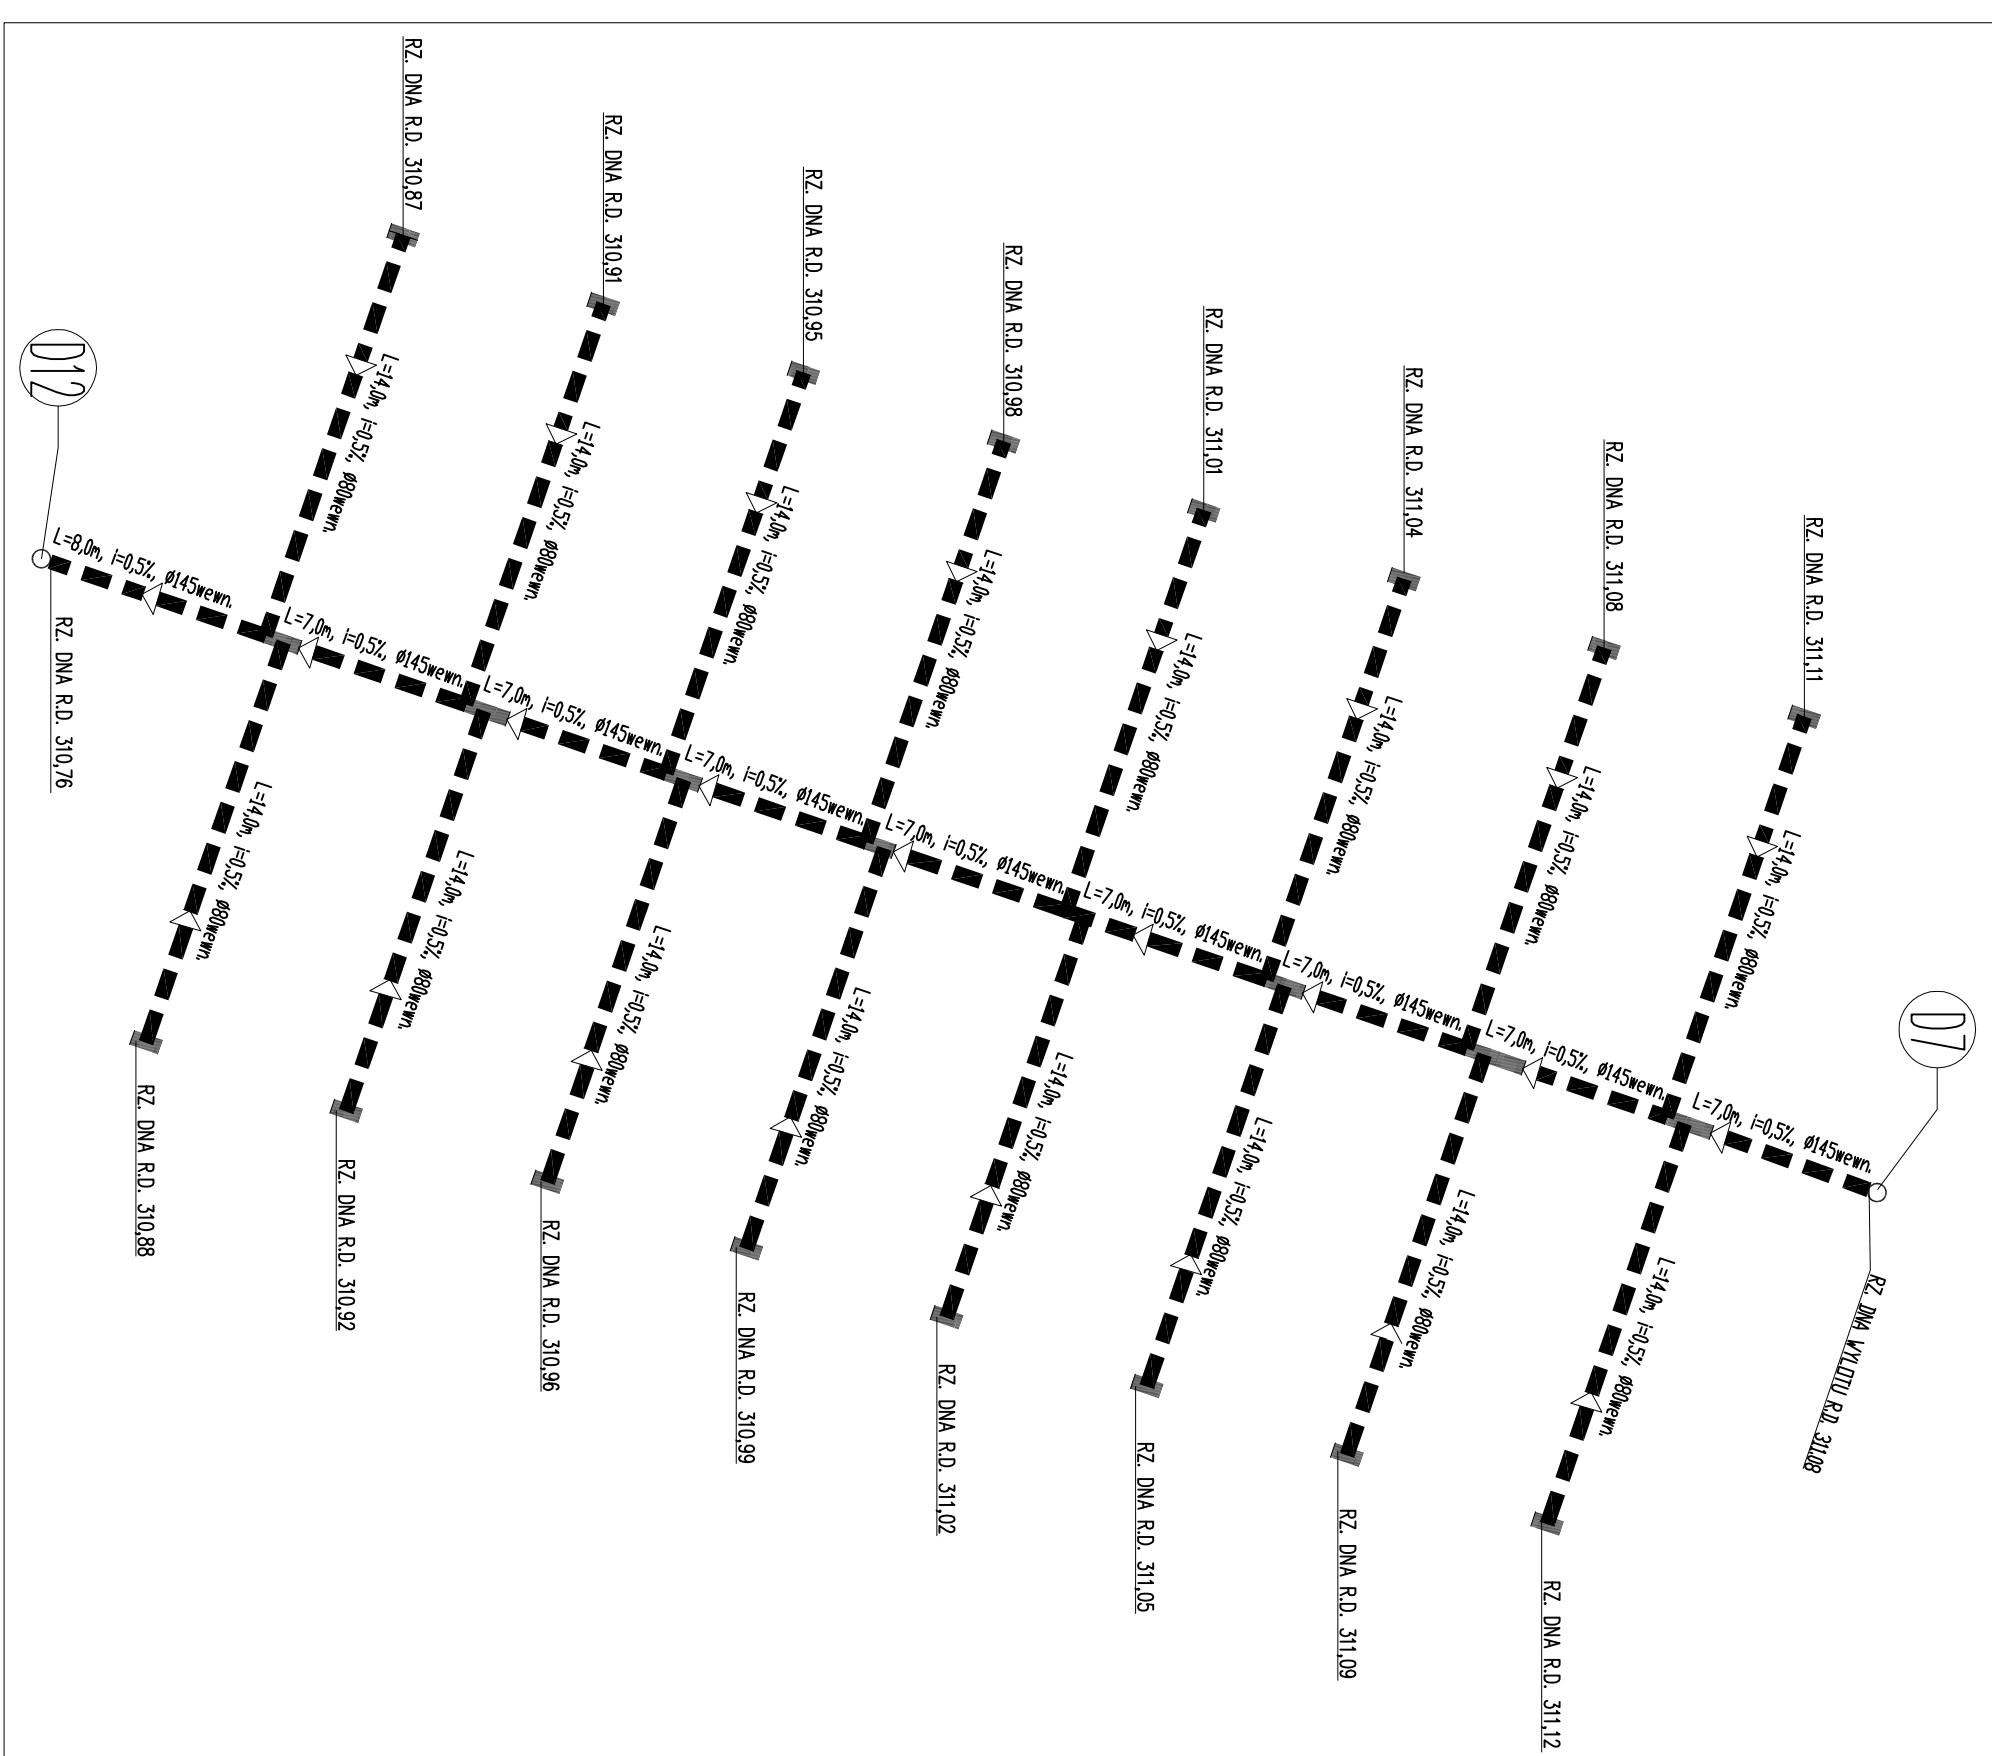 RZ. DNA R.D. 310,87
RZ. DNA R.D. 310,91
RZ. DNA R.D. 310,95
RZ. DNA R.D. 310,98
RZ. DNA R.D. 311,01
RZ. DNA R.D. 311,04
RZ. DNA R.D. 311,08
RZ. DNA R.D. 311,11
L=14,0m, i=0,5%, ø80wewn.
L=14,0m, i=0,5%, ø80wewn.
L=14,0m, i=0,5%, ø80wewn.
L=14,0m, i=0,5%, ø80wewn.
L=14,0m, i=0,5%, ø80wewn.
L=14,0m, i=0,5%, ø80wewn.
L=14,0m, i=0,5%, ø80wewn.
L=14,0m, i=0,5%, ø80wewn.
D12
L=8,0m, i=0,5%, ø145wewn.
L=7,0m, i=0,5%, ø145wewn.
L=7,0m, i=0,5%, ø145wewn.
L=7,0m, i=0,5%, ø145wewn.
L=7,0m, i=0,5%, ø145wewn.
L=7,0m, i=0,5%, ø145wewn.
L=7,0m, i=0,5%, ø145wewn.
L=7,0m, i=0,5%, ø145wewn.
L=7,0m, i=0,5%, ø145wewn.
D7
RZ. DNA R.D. 310,76
RZ. DNA WYLOTU R.D. 311,08
L=14,0m, i=0,5%, ø80wewn.
L=14,0m, i=0,5%, ø80wewn.
L=14,0m, i=0,5%, ø80wewn.
L=14,0m, i=0,5%, ø80wewn.
L=14,0m, i=0,5%, ø80wewn.
L=14,0m, i=0,5%, ø80wewn.
L=14,0m, i=0,5%, ø80wewn.
L=14,0m, i=0,5%, ø80wewn.
RZ. DNA R.D. 310,88
RZ. DNA R.D. 310,92
RZ. DNA R.D. 310,96
RZ. DNA R.D. 310,99
RZ. DNA R.D. 311,02
RZ. DNA R.D. 311,05
RZ. DNA R.D. 311,09
RZ. DNA R.D. 311,12